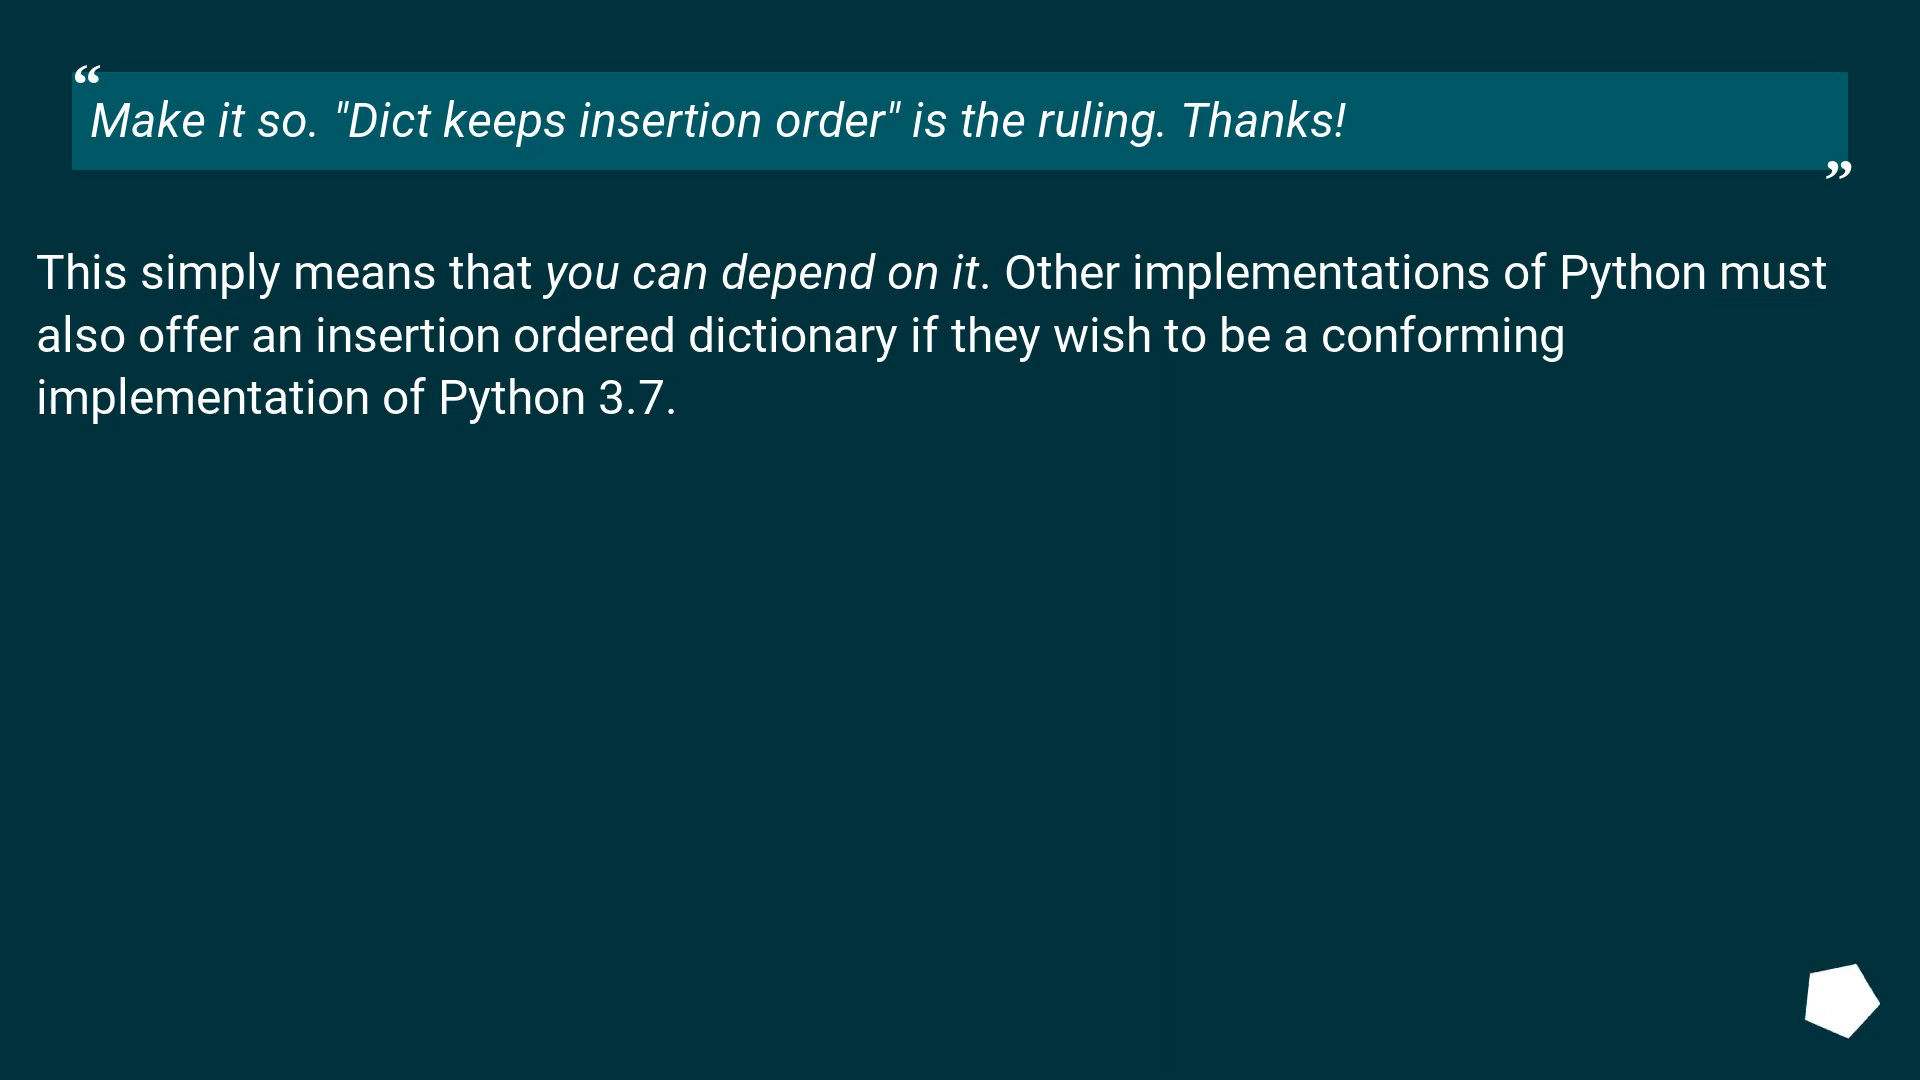 “
Make it so. "Dict keeps insertion order" is the ruling. Thanks!
”
This simply means that you can depend on it. Other implementations of Python must
also offer an insertion ordered dictionary if they wish to be a conforming
implementation of Python 3.7.